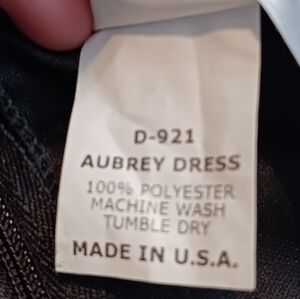 D-921
AUBREY DRESS
100% POLYESTER
MACHINE WASH
TUMBLE DRY
MADE IN U.S.A.